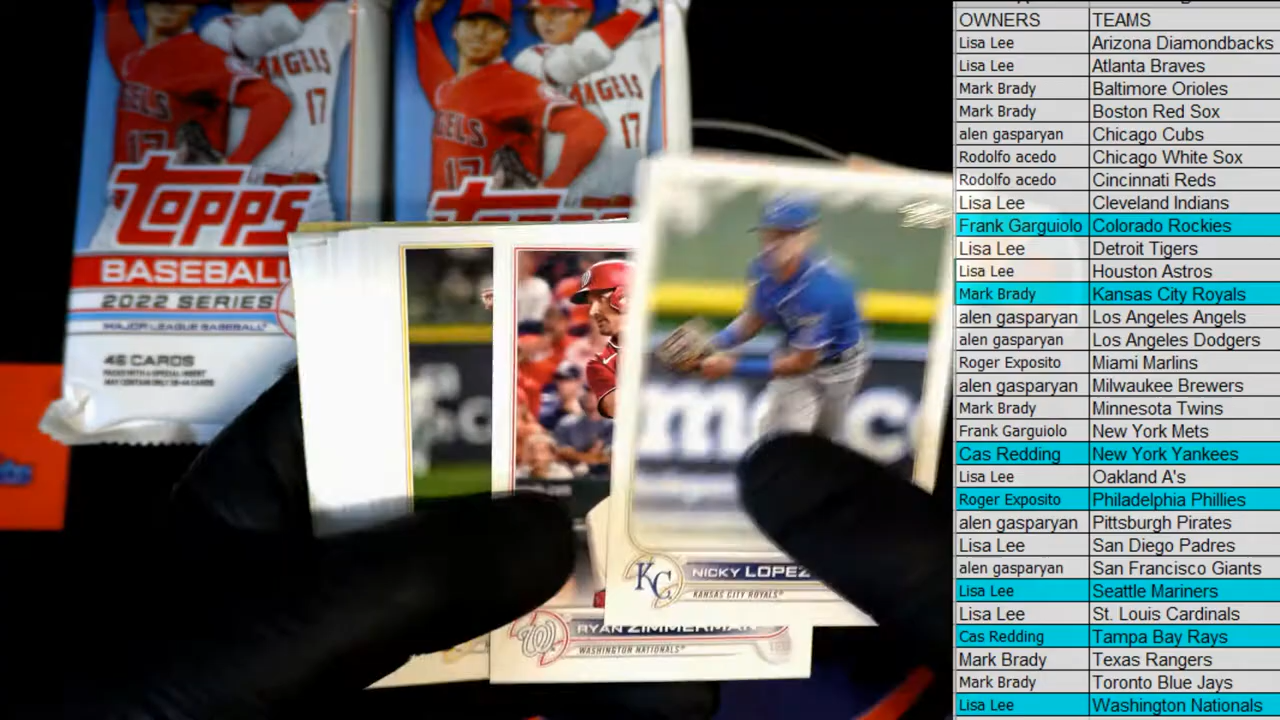 ANGELS
17
TOPPS
BASEBALL
2022 SERIES
MAJOR LEAGUE BASEBALL
46 CARDS
ANGELS
17
TOPPS
KC
NICKY LOPEZ
KANSAS CITY ROYALS
RYAN ZIMMERMAN
WASHINGTON NATIONALS
OWNERS TEAMS
Lisa Lee Arizona Diamondbacks
Lisa Lee Atlanta Braves
Mark Brady Baltimore Orioles
Mark Brady Boston Red Sox
alen gasparyan Chicago Cubs
Rodolfo acedo Chicago White Sox
Rodolfo acedo Cincinnati Reds
Lisa Lee Cleveland Indians
Frank Garguiolo Colorado Rockies
Lisa Lee Detroit Tigers
Lisa Lee Houston Astros
Mark Brady Kansas City Royals
alen gasparyan Los Angeles Angels
alen gasparyan Los Angeles Dodgers
Roger Exposito Miami Marlins
alen gasparyan Milwaukee Brewers
Mark Brady Minnesota Twins
Frank Garguiolo New York Mets
Cas Redding New York Yankees
Lisa Lee Oakland A's
Roger Exposito Philadelphia Phillies
alen gasparyan Pittsburgh Pirates
Lisa Lee San Diego Padres
alen gasparyan San Francisco Giants
Lisa Lee Seattle Mariners
Lisa Lee St. Louis Cardinals
Cas Redding Tampa Bay Rays
Mark Brady Texas Rangers
Mark Brady Toronto Blue Jays
Lisa Lee Washington Nationals